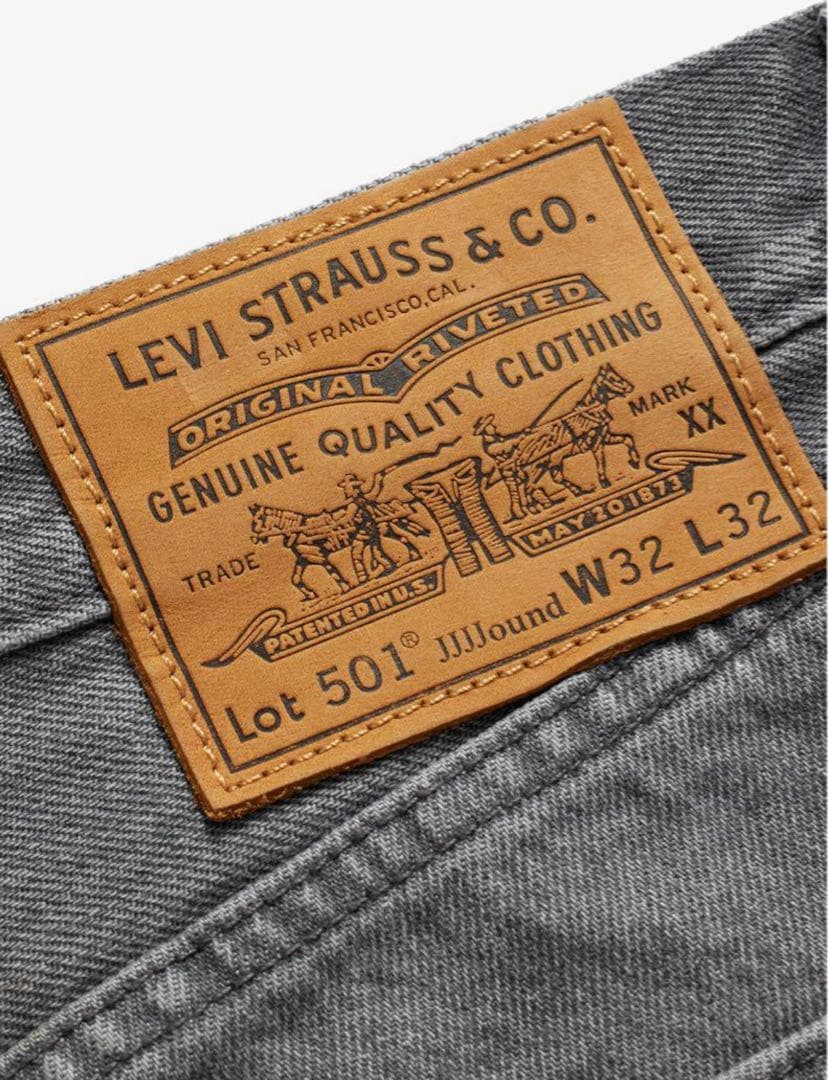 LEVI STRAUSS & CO.
SAN FRANCISCO, CAL.
ORIGINAL RIVETED
GENUINE QUALITY CLOTHING
TRADE MARK
XX
PATENTED IN U.S. MAY 20 1873
Lot 501® JJJJound W32 L32